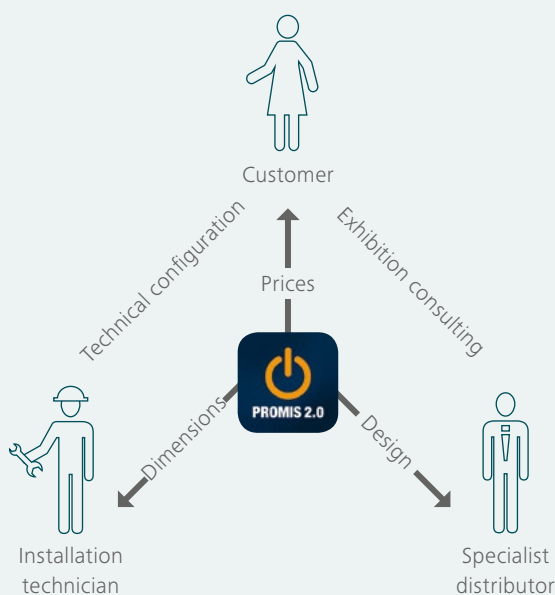 Customer
Technical configuration
Exhibition consulting
Prices
PROMIS 2.0
Dimensions
Design
Installation
technician
Specialist
distributor